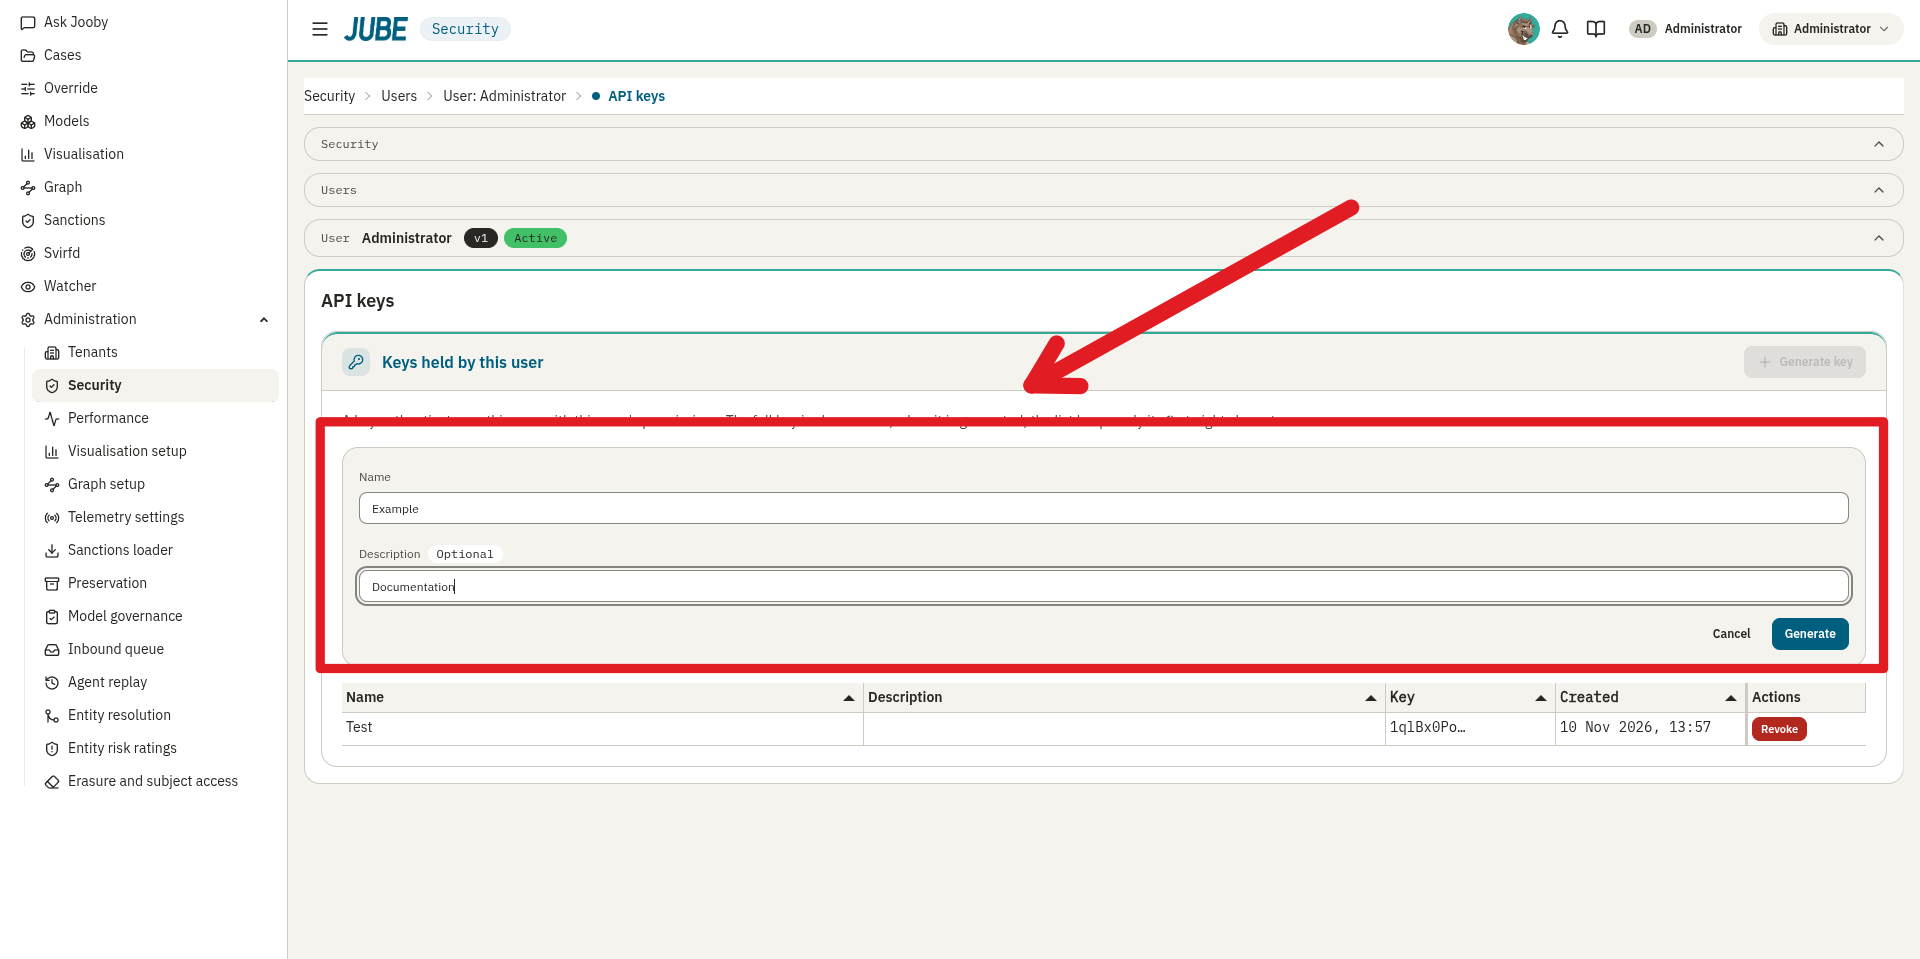 Ask Jooby
Cases
Override
Models
Visualisation
Graph
Sanctions
Svirfd
Watcher
Administration
Tenants
Security
Performance
Visualisation setup
Graph setup
Telemetry settings
Sanctions loader
Preservation
Model governance
Inbound queue
Agent replay
Entity resolution
Entity risk ratings
Erasure and subject access
JUBE Security
AD Administrator Administrator
Security > Users > User: Administrator > API keys
Security
Users
User Administrator v1 Active
API keys
Keys held by this user
Generate key
Name
Example
Description Optional
Documentation
Cancel Generate
Name Description Key Created Actions
Test 1qlBx0Po… 10 Nov 2026, 13:57 Revoke